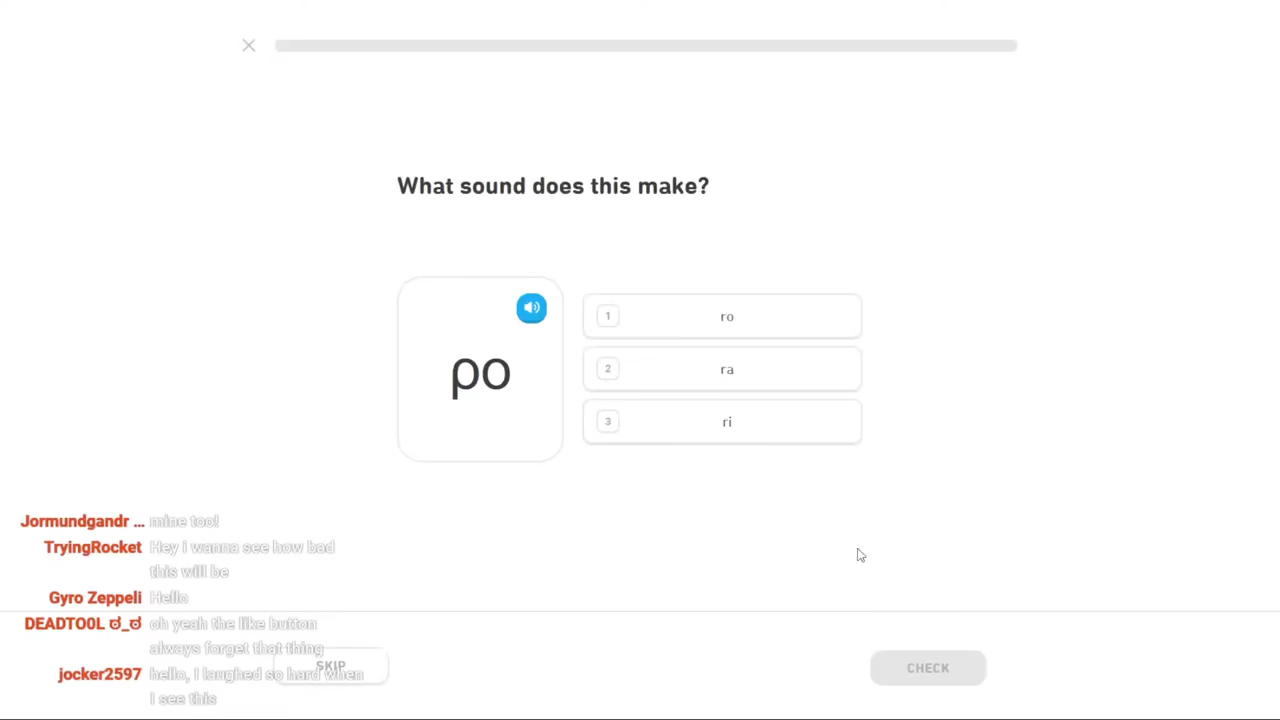 What sound does this make?
ρο
1 ro
2 ra
3 ri
Jormundgandr ... mine too!
TryingRocket Hey i wanna see how bad
this will be
Gyro Zeppeli Hello
DEADTO0L ಠ_ಠ oh yeah the like button
always forget that thing
jocker2597 hello, I laughed so hard when
I see this
SKIP
CHECK